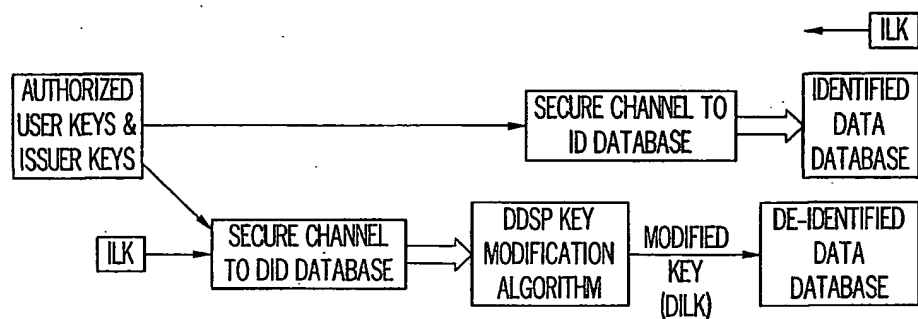 ILK
AUTHORIZED
USER KEYS &
ISSUER KEYS
SECURE CHANNEL TO
ID DATABASE
IDENTIFIED
DATA
DATABASE
ILK
SECURE CHANNEL
TO DID DATABASE
DDSP KEY
MODIFICATION
ALGORITHM
MODIFIED
KEY
(DILK)
DE-IDENTIFIED
DATA
DATABASE